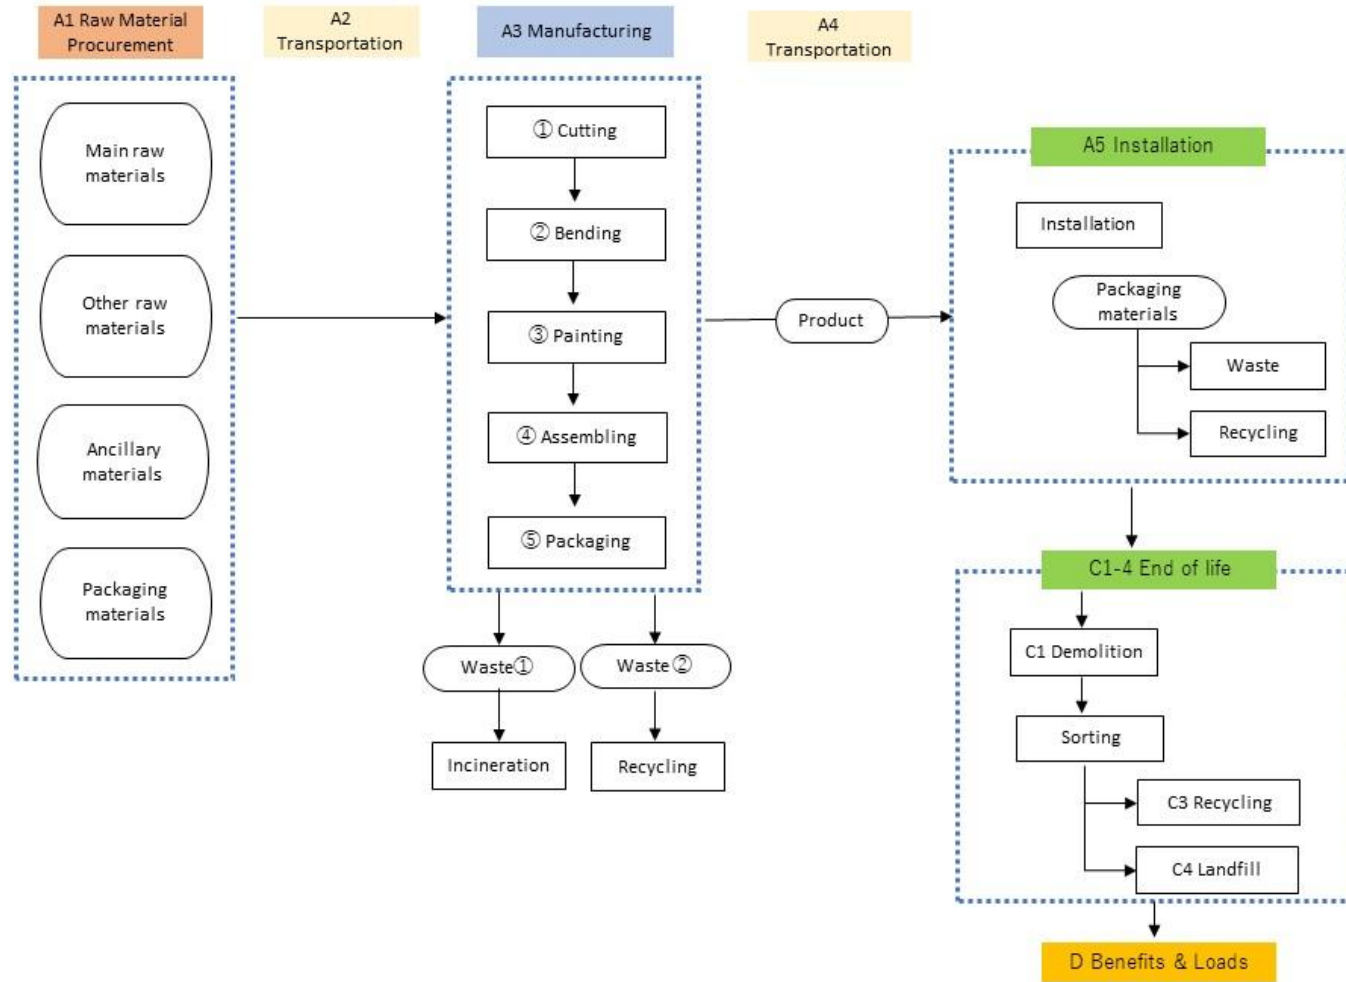 A1 Raw Material
Procurement
A2
Transportation
A3 Manufacturing
A4
Transportation
Main raw
materials
Other raw
materials
Ancillary
materials
Packaging
materials
① Cutting
② Bending
③ Painting
④ Assembling
⑤ Packaging
Waste①
Waste ②
Incineration
Recycling
Product
A5 Installation
Installation
Packaging
materials
Waste
Recycling
C1-4 End of life
C1 Demolition
Sorting
C3 Recycling
C4 Landfill
D Benefits & Loads